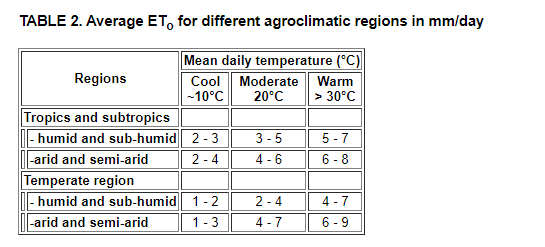 TABLE 2. Average ET₀ for different agroclimatic regions in mm/day
Regions Mean daily temperature (°C)
Cool ~10°C Moderate 20°C Warm > 30°C
Tropics and subtropics
- humid and sub-humid 2 - 3 3 - 5 5 - 7
-arid and semi-arid 2 - 4 4 - 6 6 - 8
Temperate region
- humid and sub-humid 1 - 2 2 - 4 4 - 7
-arid and semi-arid 1 - 3 4 - 7 6 - 9